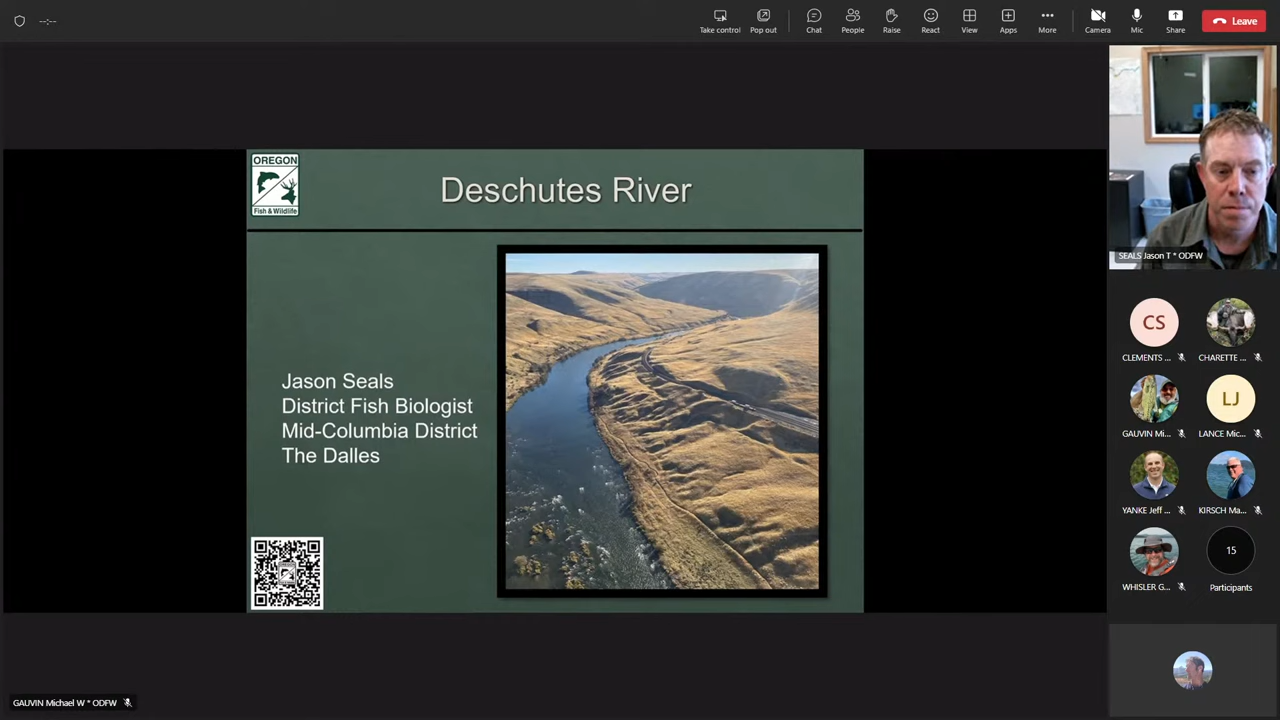 --:--
Take control
Pop out
Chat
People
Raise
React
View
Apps
More
Camera
Mic
Share
Leave
OREGON
Fish & Wildlife
Deschutes River
Jason Seals
District Fish Biologist
Mid-Columbia District
The Dalles
SEALS Jason T * ODFW
CS
CLEMENTS ...
CHARETTE ...
GAUVIN Mi...
LJ
LANCE Mic...
YANKE Jeff ...
KIRSCH Ma...
WHISLER G...
15
Participants
GAUVIN Michael W * ODFW